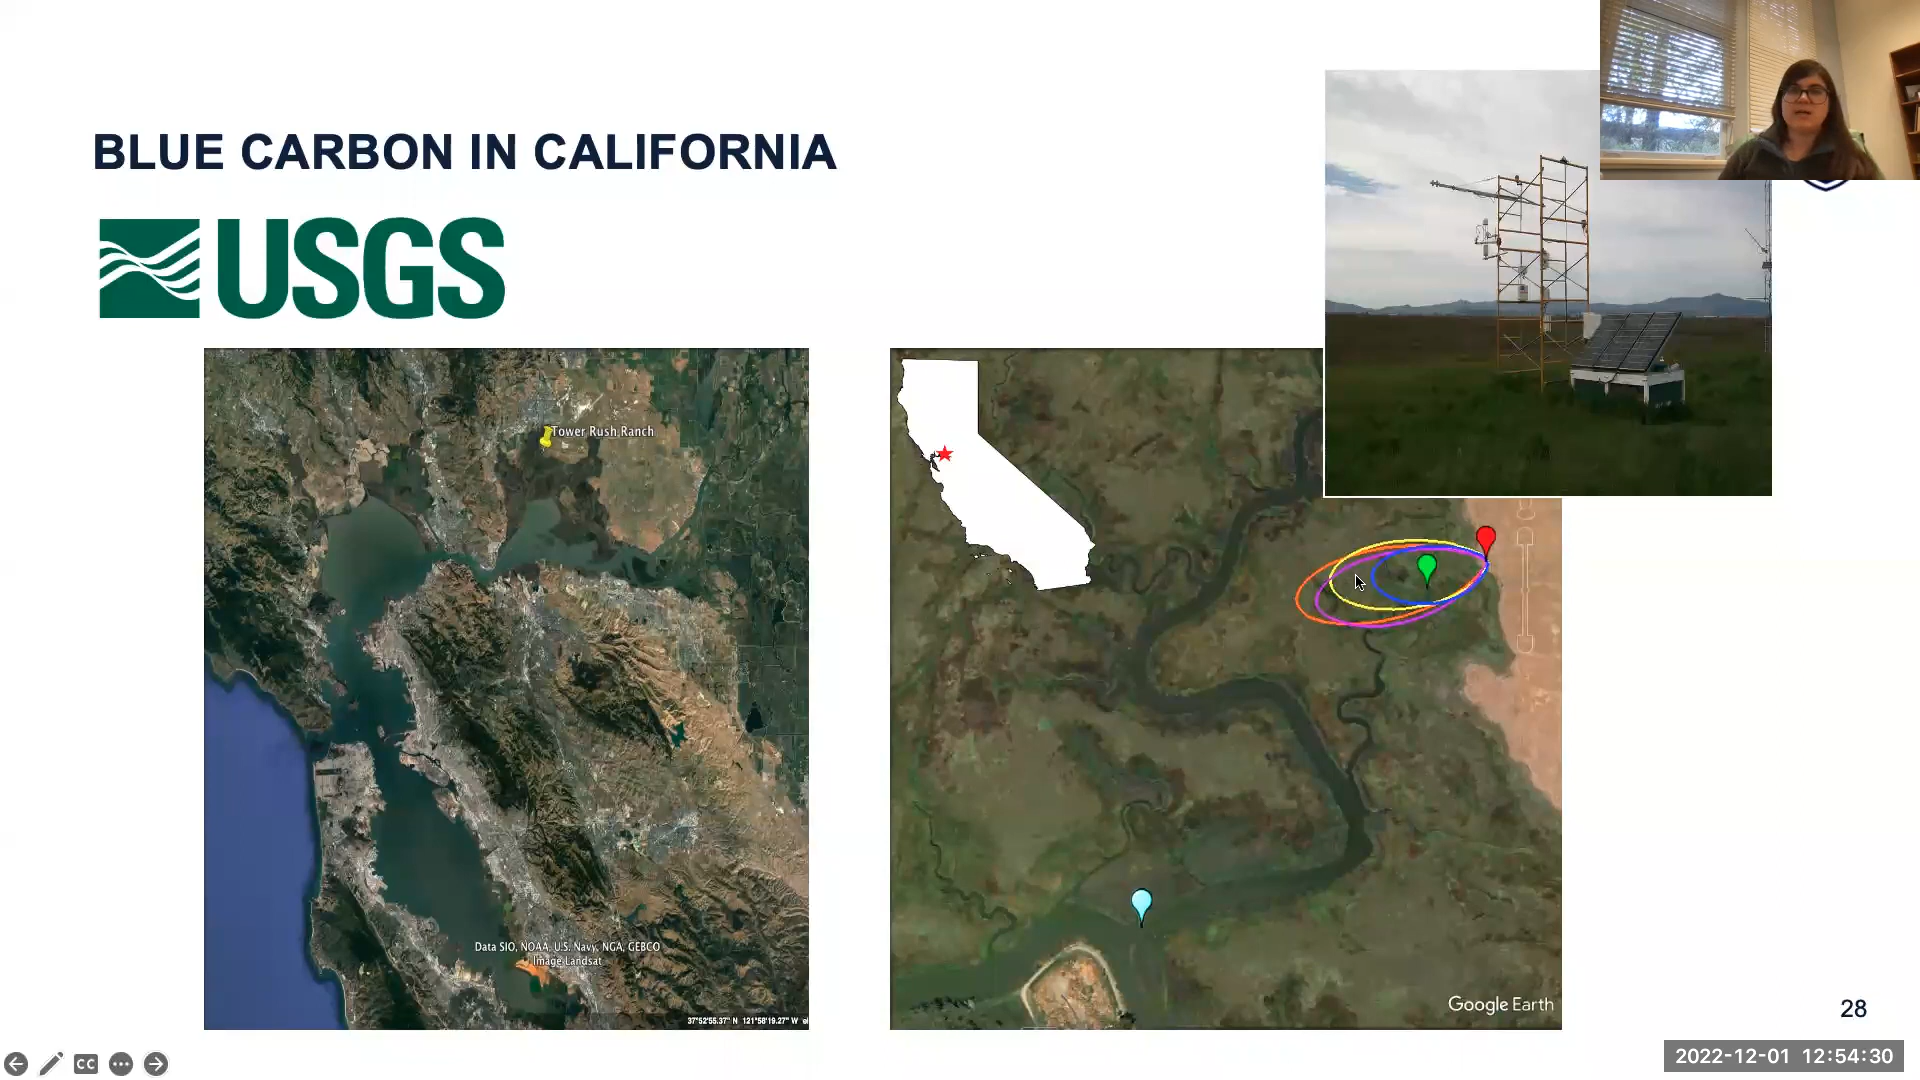 BLUE CARBON IN CALIFORNIA
USGS
Tower Rush Ranch
Data SIO, NOAA, U.S. Navy, NGA, GEBCO
Image Landsat
37°52'55.37" N 121°58'19.27" W
Google Earth
28
CC
2022-12-01 12:54:30